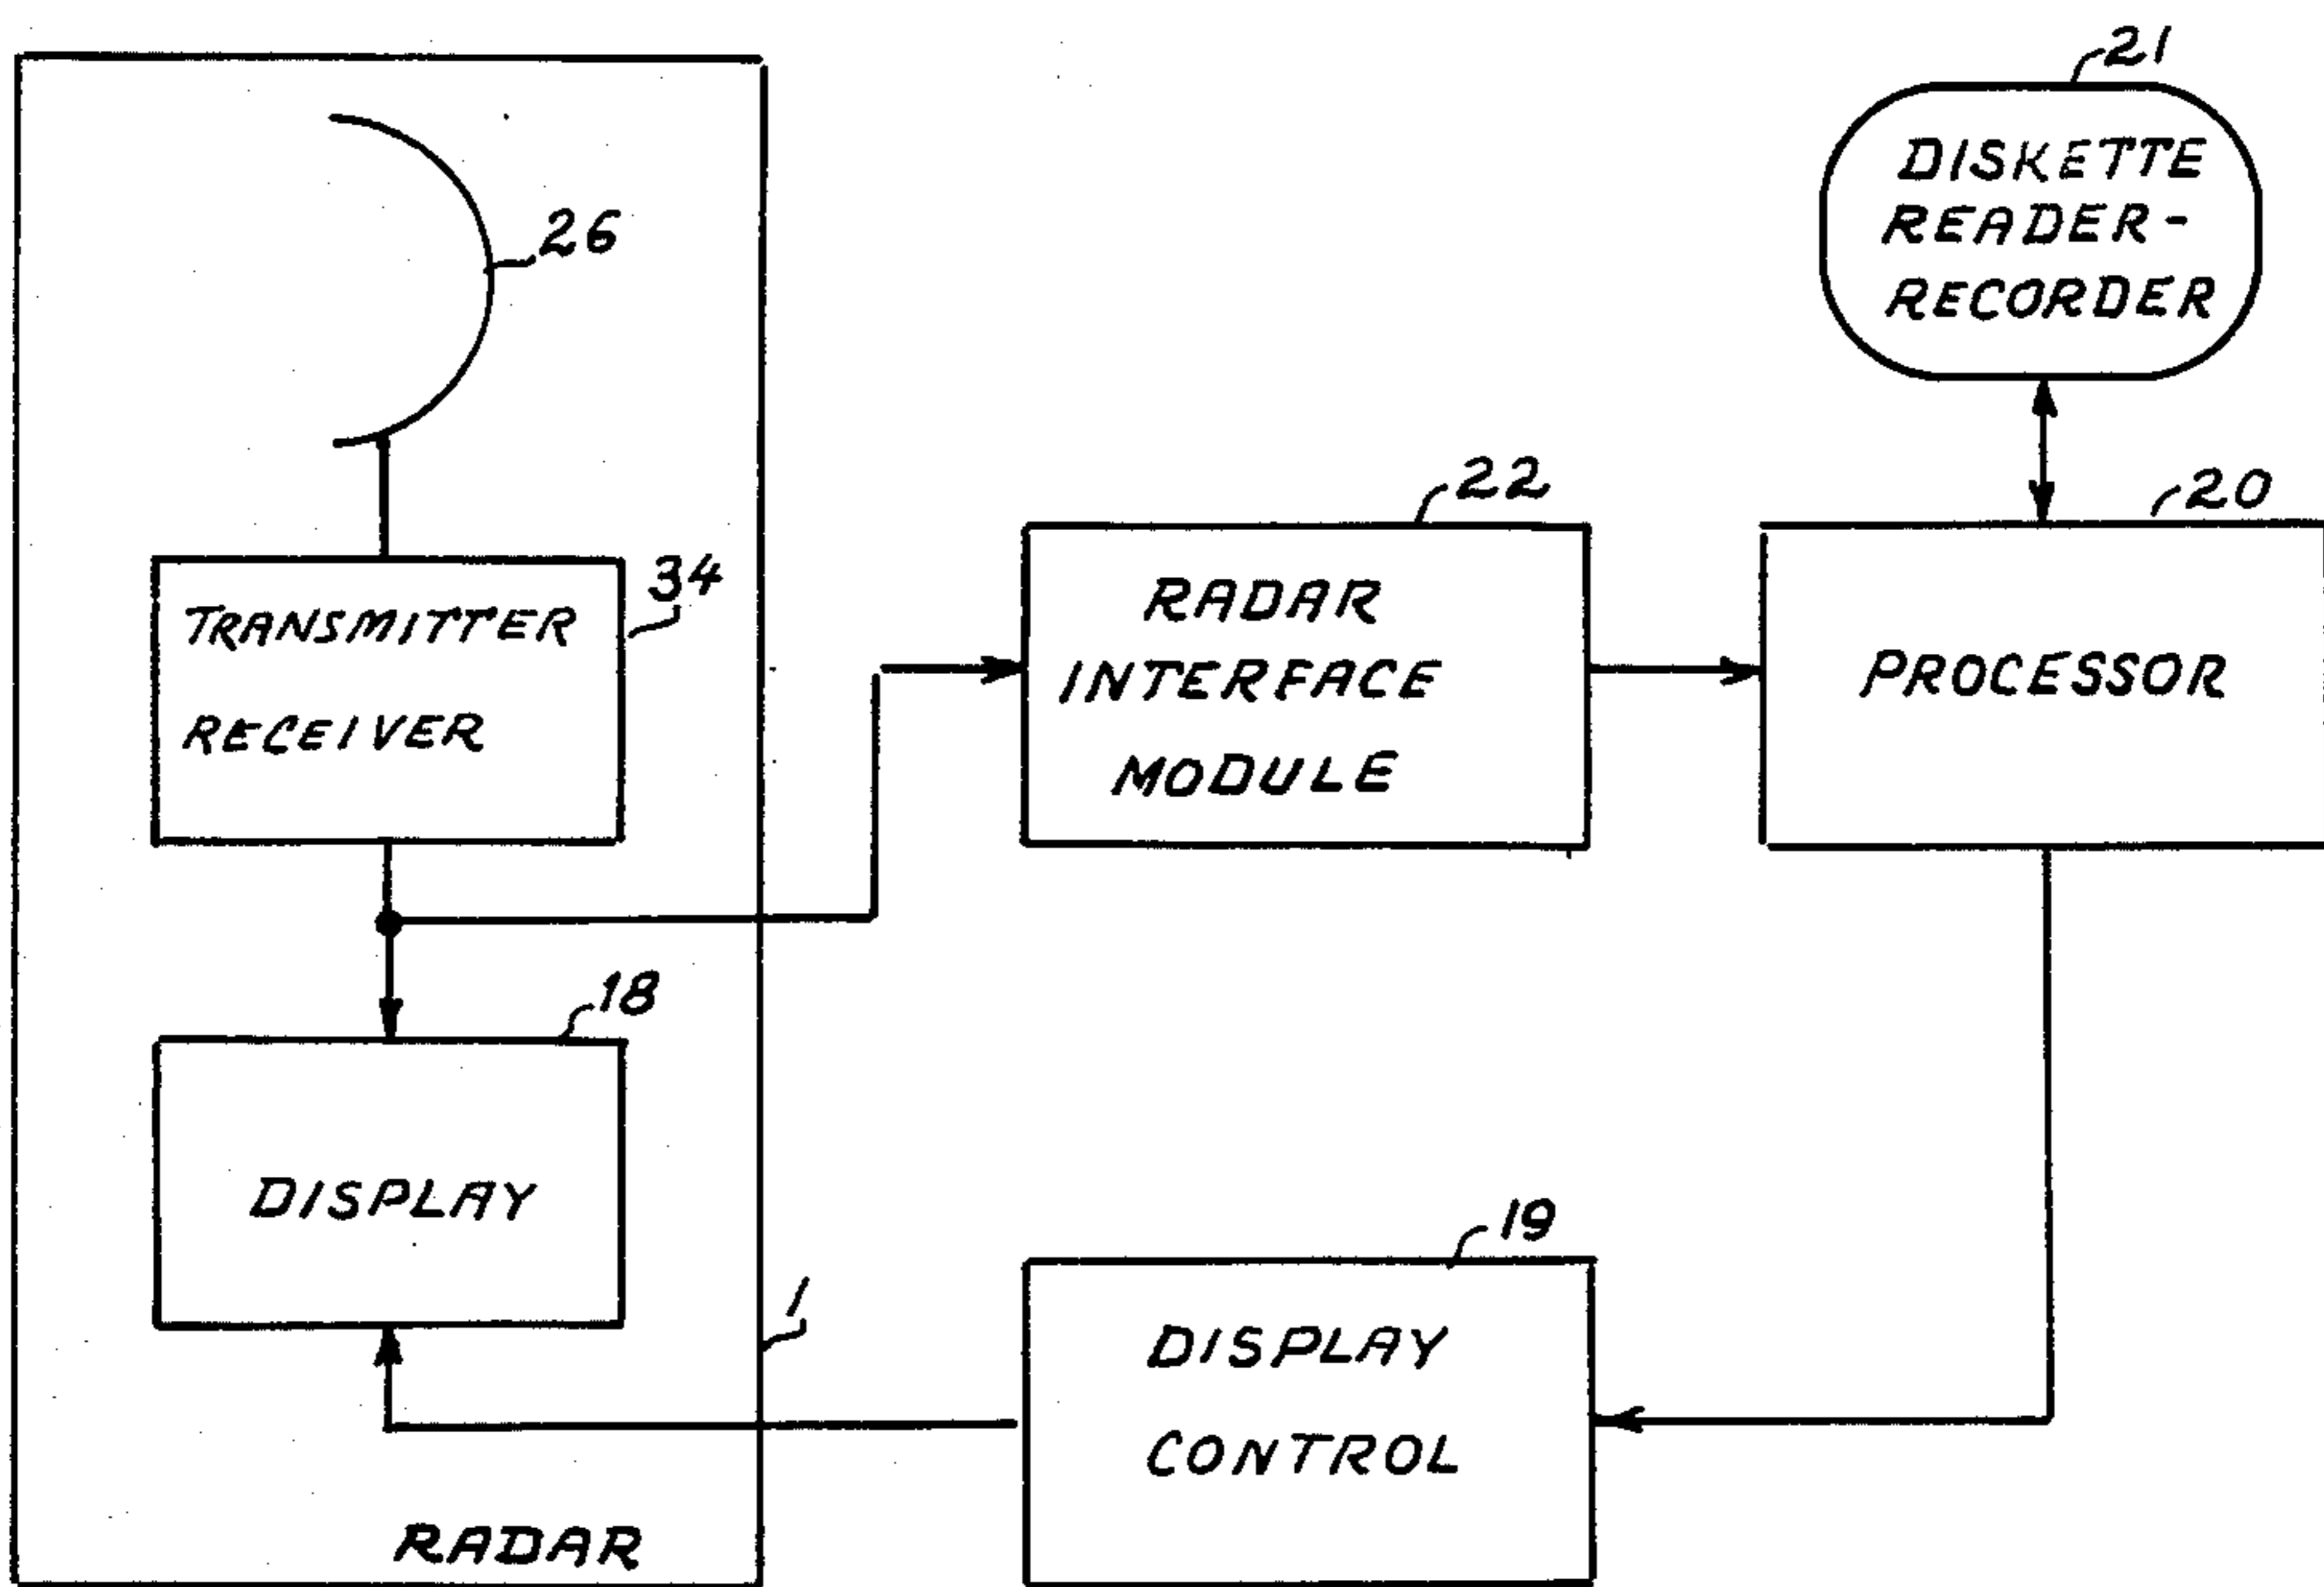 21
DISKETTE
READER-
RECORDER
26
22
20
34
TRANSMITTER
RECEIVER
RADAR
INTERFACE
MODULE
PROCESSOR
18
DISPLAY
19
1
DISPLAY
CONTROL
RADAR